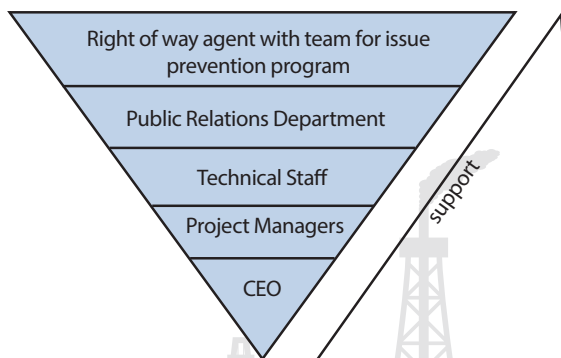 Right of way agent with team for issue
prevention program
Public Relations Department
Technical Staff
Project Managers
CEO
support